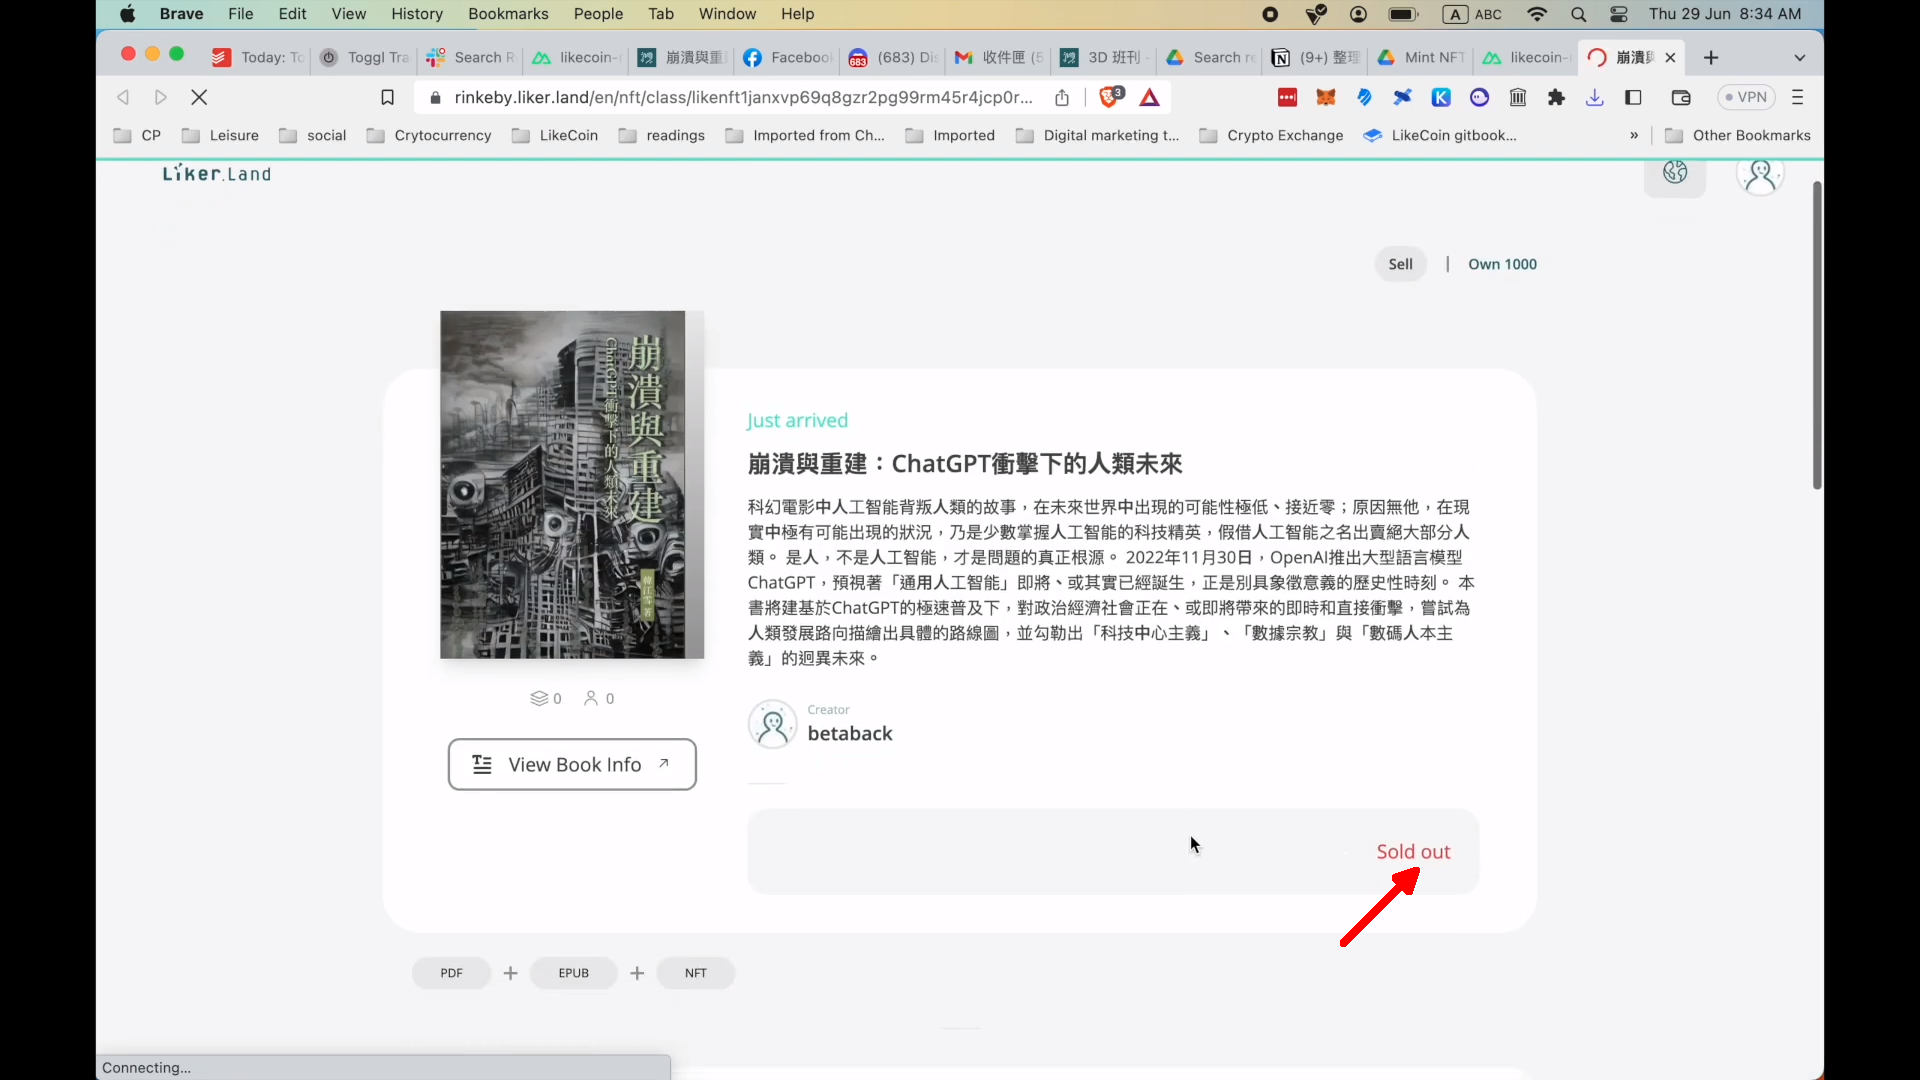 Brave File Edit View History Bookmarks People Tab Window Help
A ABC Thu 29 Jun 8:34 AM
Today: To Toggl Tra Search R likecoin- 崩潰與重 Facebook (683) Dis 收件匣 (5 3D 班刊 - Search re (9+) 整理 Mint NFT likecoin- 崩潰與
rinkeby.liker.land/en/nft/class/likenft1janxvp69q8gzr2pg99rm45r4jcp0r... 3 VPN
CP Leisure social Crytocurrency LikeCoin readings Imported from Ch... Imported Digital marketing t... Crypto Exchange LikeCoin gitbook... » Other Bookmarks
Liker.Land
Sell | Own 1000
崩潰與重建
ChatGPT衝擊下的人類未來
韓江雪 著
Just arrived
崩潰與重建：ChatGPT衝擊下的人類未來
科幻電影中人工智能背叛人類的故事，在未來世界中出現的可能性極低、接近零；原因無他，在現
實中極有可能出現的狀況，乃是少數掌握人工智能的科技精英，假借人工智能之名出賣絕大部分人
類。 是人，不是人工智能，才是問題的真正根源。 2022年11月30日，OpenAI推出大型語言模型
ChatGPT，預視著「通用人工智能」即將、或其實已經誕生，正是別具象徵意義的歷史性時刻。 本
書將建基於ChatGPT的極速普及下，對政治經濟社會正在、或即將帶來的即時和直接衝擊，嘗試為
人類發展路向描繪出具體的路線圖，並勾勒出「科技中心主義」、「數據宗教」與「數碼人本主
義」的迥異未來。
0 0
Creator
betaback
View Book Info
Sold out
PDF + EPUB + NFT
Connecting...